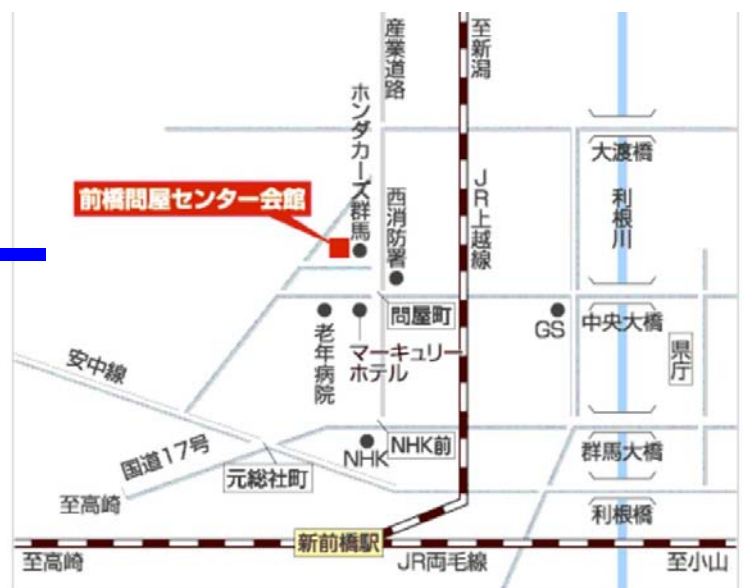 産業道路
至新潟
ホンダカーズ群馬
大渡橋
前橋問屋センター会館
西消防署
JR上越線
利根川
問屋町
GS
中央大橋
老年病院
マーキュリー
ホテル
県庁
安中線
国道17号
NHK
NHK前
群馬大橋
元総社町
至高崎
利根橋
新前橋駅
至高崎
JR両毛線
至小山